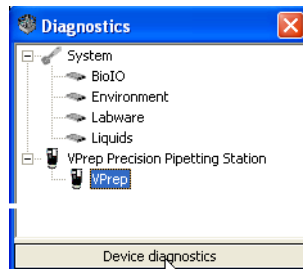 Diagnostics
System
BioIO
Environment
Labware
Liquids
VPrep Precision Pipetting Station
VPrep
Device diagnostics